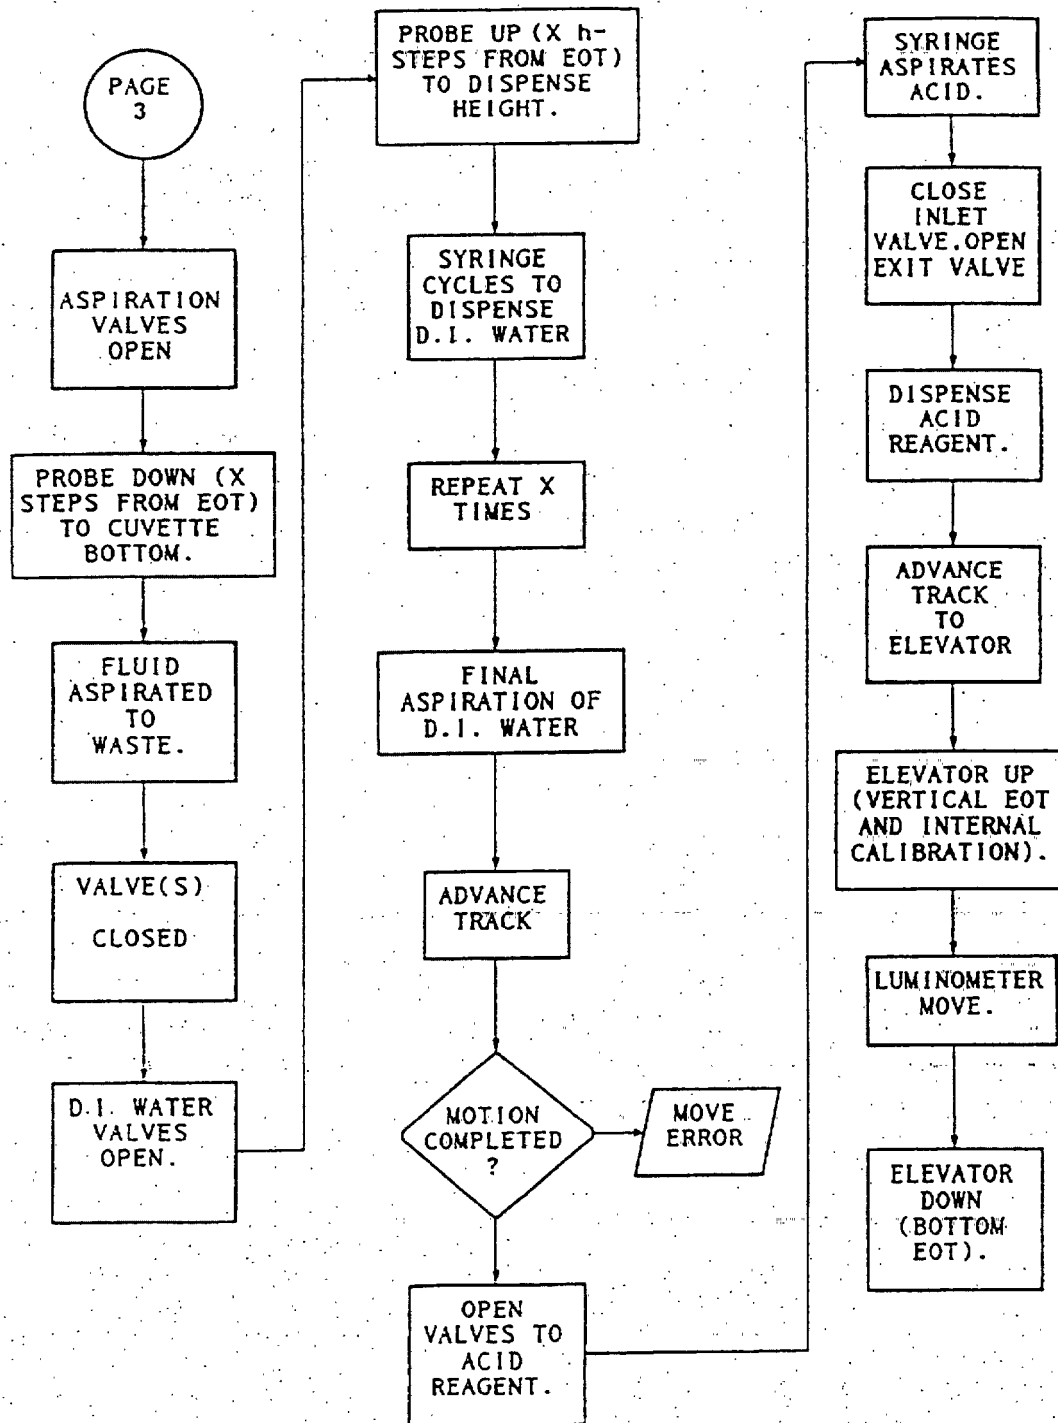 PAGE
3
ASPIRATION
VALVES
OPEN
PROBE DOWN (X
STEPS FROM EOT)
TO CUVETTE
BOTTOM.
FLUID
ASPIRATED
TO
WASTE.
VALVE(S)
CLOSED
D.I. WATER
VALVES
OPEN.
PROBE UP (X h-
STEPS FROM EOT)
TO DISPENSE
HEIGHT.
SYRINGE
CYCLES TO
DISPENSE
D.I. WATER
REPEAT X
TIMES
FINAL
ASPIRATION OF
D.I. WATER
ADVANCE
TRACK
MOTION
COMPLETED
?
MOVE
ERROR
OPEN
VALVES TO
ACID
REAGENT.
SYRINGE
ASPIRATES
ACID.
CLOSE
INLET
VALVE.OPEN
EXIT VALVE
DISPENSE
ACID
REAGENT.
ADVANCE
TRACK
TO
ELEVATOR
ELEVATOR UP
(VERTICAL EOT
AND INTERNAL
CALIBRATION).
LUMINOMETER
MOVE.
ELEVATOR
DOWN
(BOTTOM
EOT).